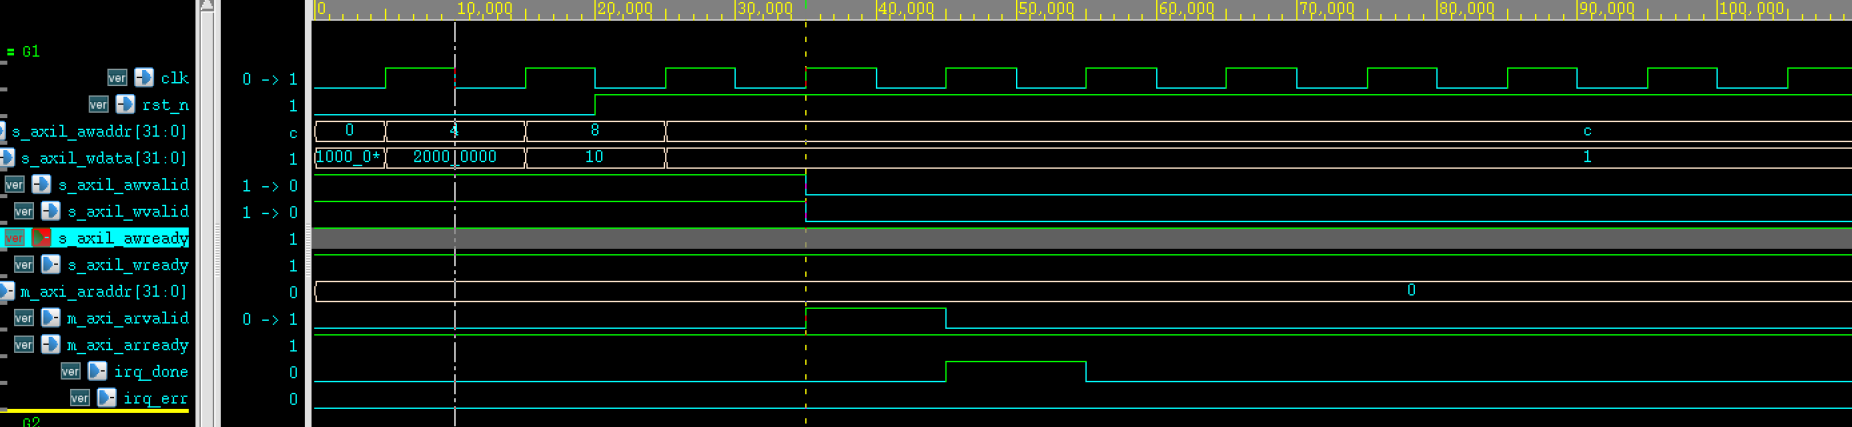 0 10,000 20,000 30,000 40,000 50,000 60,000 70,000 80,000 90,000 100,000
= G1
ver clk 0 -> 1
ver rst_n 1
s_axil_awaddr[31:0] c 0 4 8 c
s_axil_wdata[31:0] 1 1000_0* 2000_0000 10 1
ver s_axil_awvalid 1 -> 0
ver s_axil_wvalid 1 -> 0
ver s_axil_awready 1
ver s_axil_wready 1
m_axi_araddr[31:0] 0 0
ver m_axi_arvalid 0 -> 1
ver m_axi_arready 1
ver irq_done 0
ver irq_err 0
G2